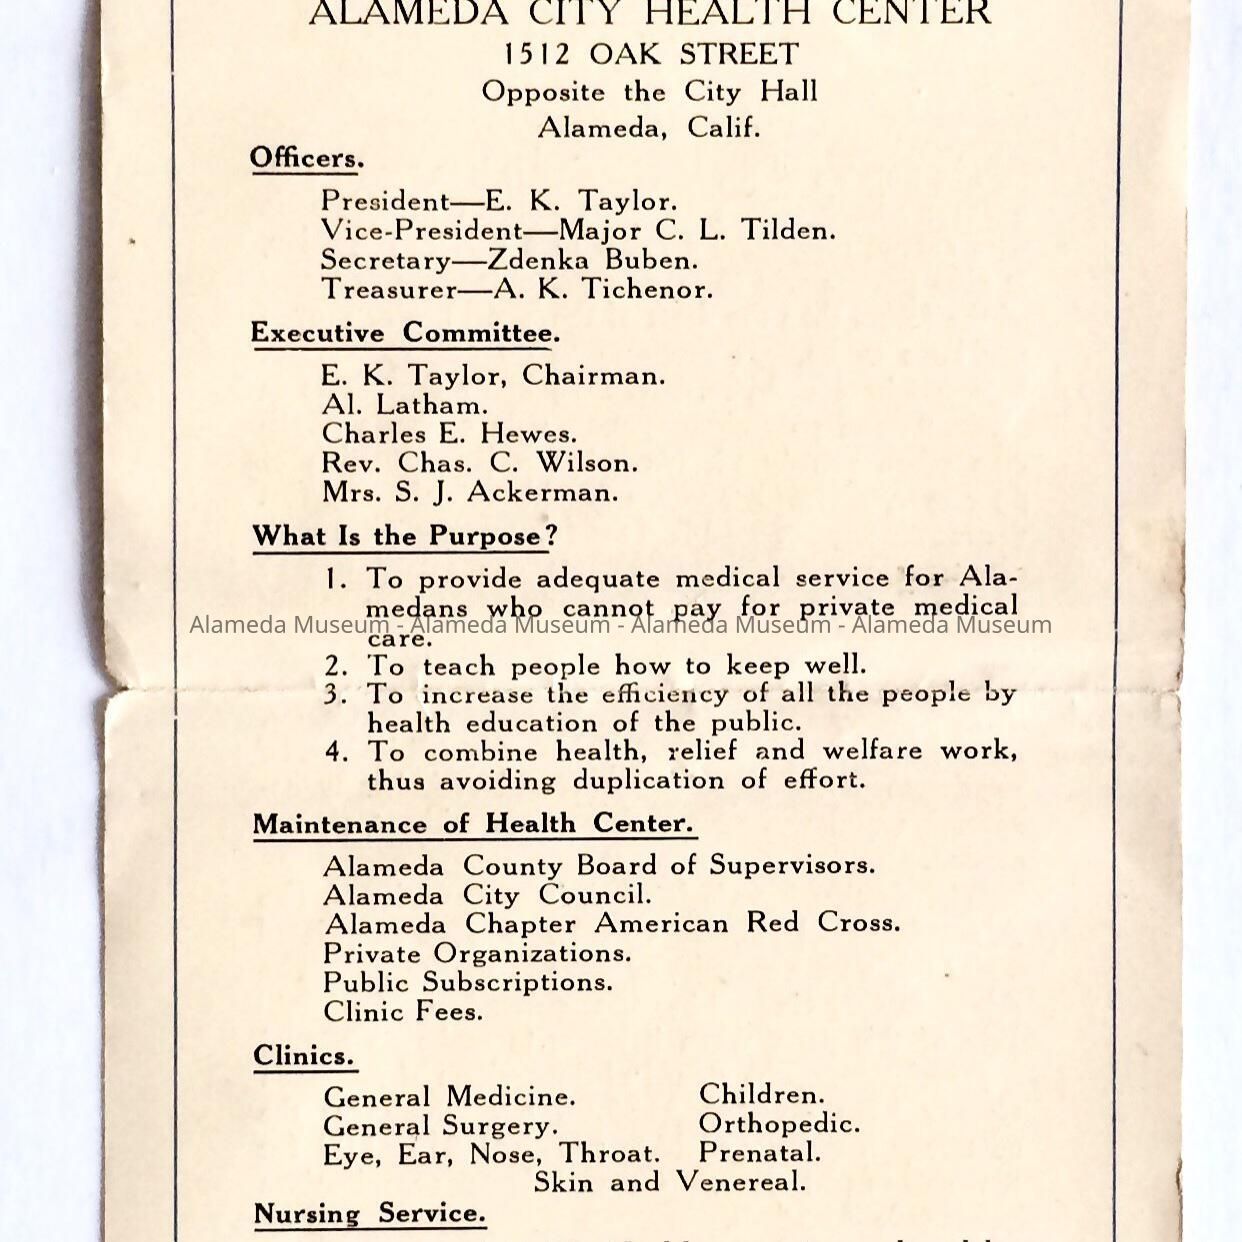 ALAMEDA CITY HEALTH CENTER
1512 OAK STREET
Opposite the City Hall
Alameda, Calif.
Officers.
President—E. K. Taylor.
Vice-President—Major C. L. Tilden.
Secretary—Zdenka Buben.
Treasurer—A. K. Tichenor.
Executive Committee.
E. K. Taylor, Chairman.
Al. Latham.
Charles E. Hewes.
Rev. Chas. C. Wilson.
Mrs. S. J. Ackerman.
What Is the Purpose?
1. To provide adequate medical service for Ala-
medans who cannot pay for private medical
Alameda Museum - Alameda Museum - Alameda Museum - Alameda Museum
care.
2. To teach people how to keep well.
3. To increase the efficiency of all the people by
health education of the public.
4. To combine health, relief and welfare work,
thus avoiding duplication of effort.
Maintenance of Health Center.
Alameda County Board of Supervisors.
Alameda City Council.
Alameda Chapter American Red Cross.
Private Organizations.
Public Subscriptions.
Clinic Fees.
Clinics.
General Medicine. Children.
General Surgery. Orthopedic.
Eye, Ear, Nose, Throat. Prenatal.
Skin and Venereal.
Nursing Service.